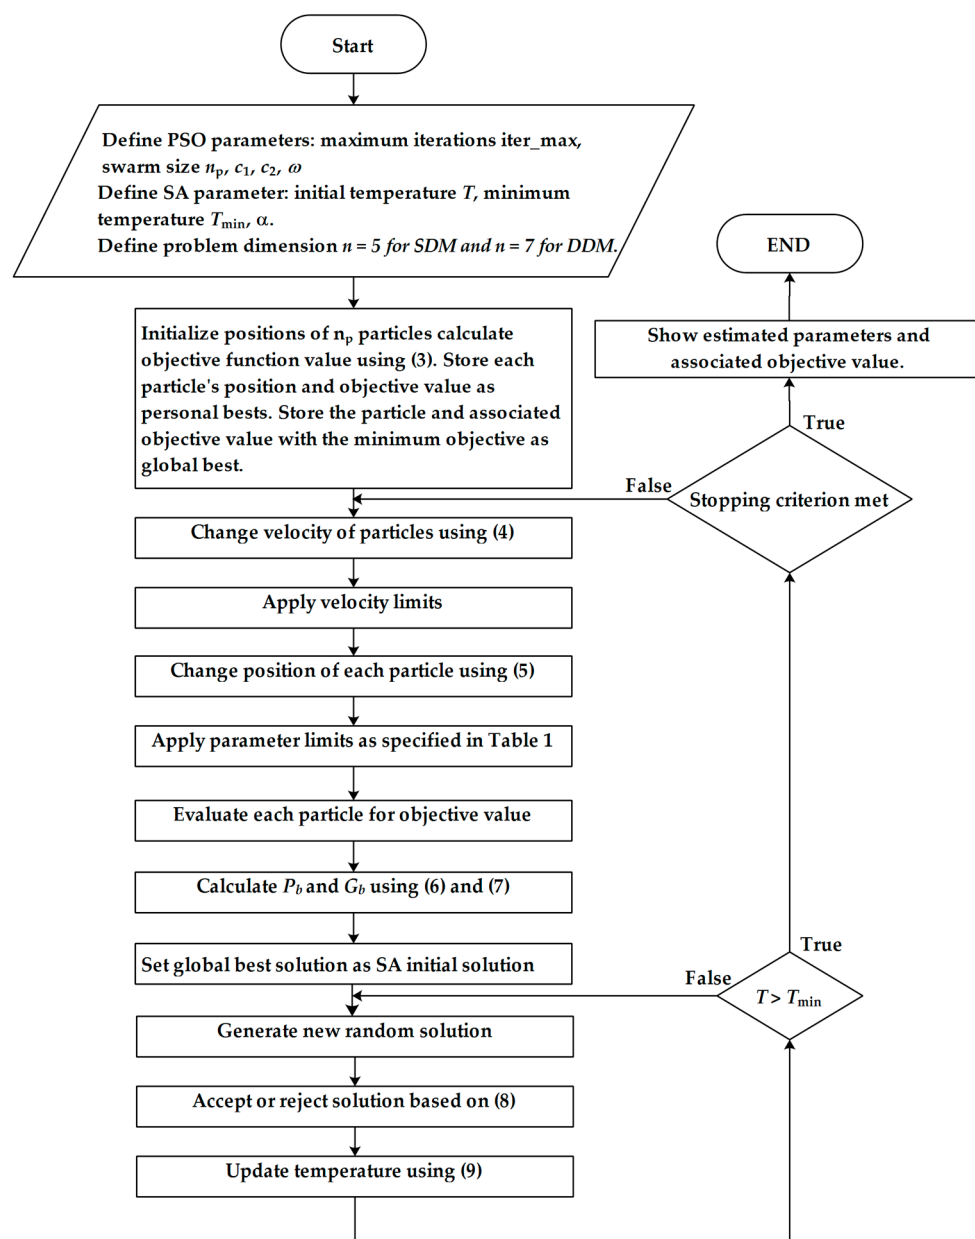 Start
Define PSO parameters: maximum iterations iter_max,
swarm size np, c1, c2, ω
Define SA parameter: initial temperature T, minimum
temperature Tmin, α.
Define problem dimension n = 5 for SDM and n = 7 for DDM.
Initialize positions of np particles calculate
objective function value using (3). Store each
particle's position and objective value as
personal bests. Store the particle and associated
objective value with the minimum objective as
global best.
Change velocity of particles using (4)
Apply velocity limits
Change position of each particle using (5)
Apply parameter limits as specified in Table 1
Evaluate each particle for objective value
Calculate Pb and Gb using (6) and (7)
Set global best solution as SA initial solution
Generate new random solution
Accept or reject solution based on (8)
Update temperature using (9)
T > Tmin
False
True
Stopping criterion met
False
True
Show estimated parameters and
associated objective value.
END